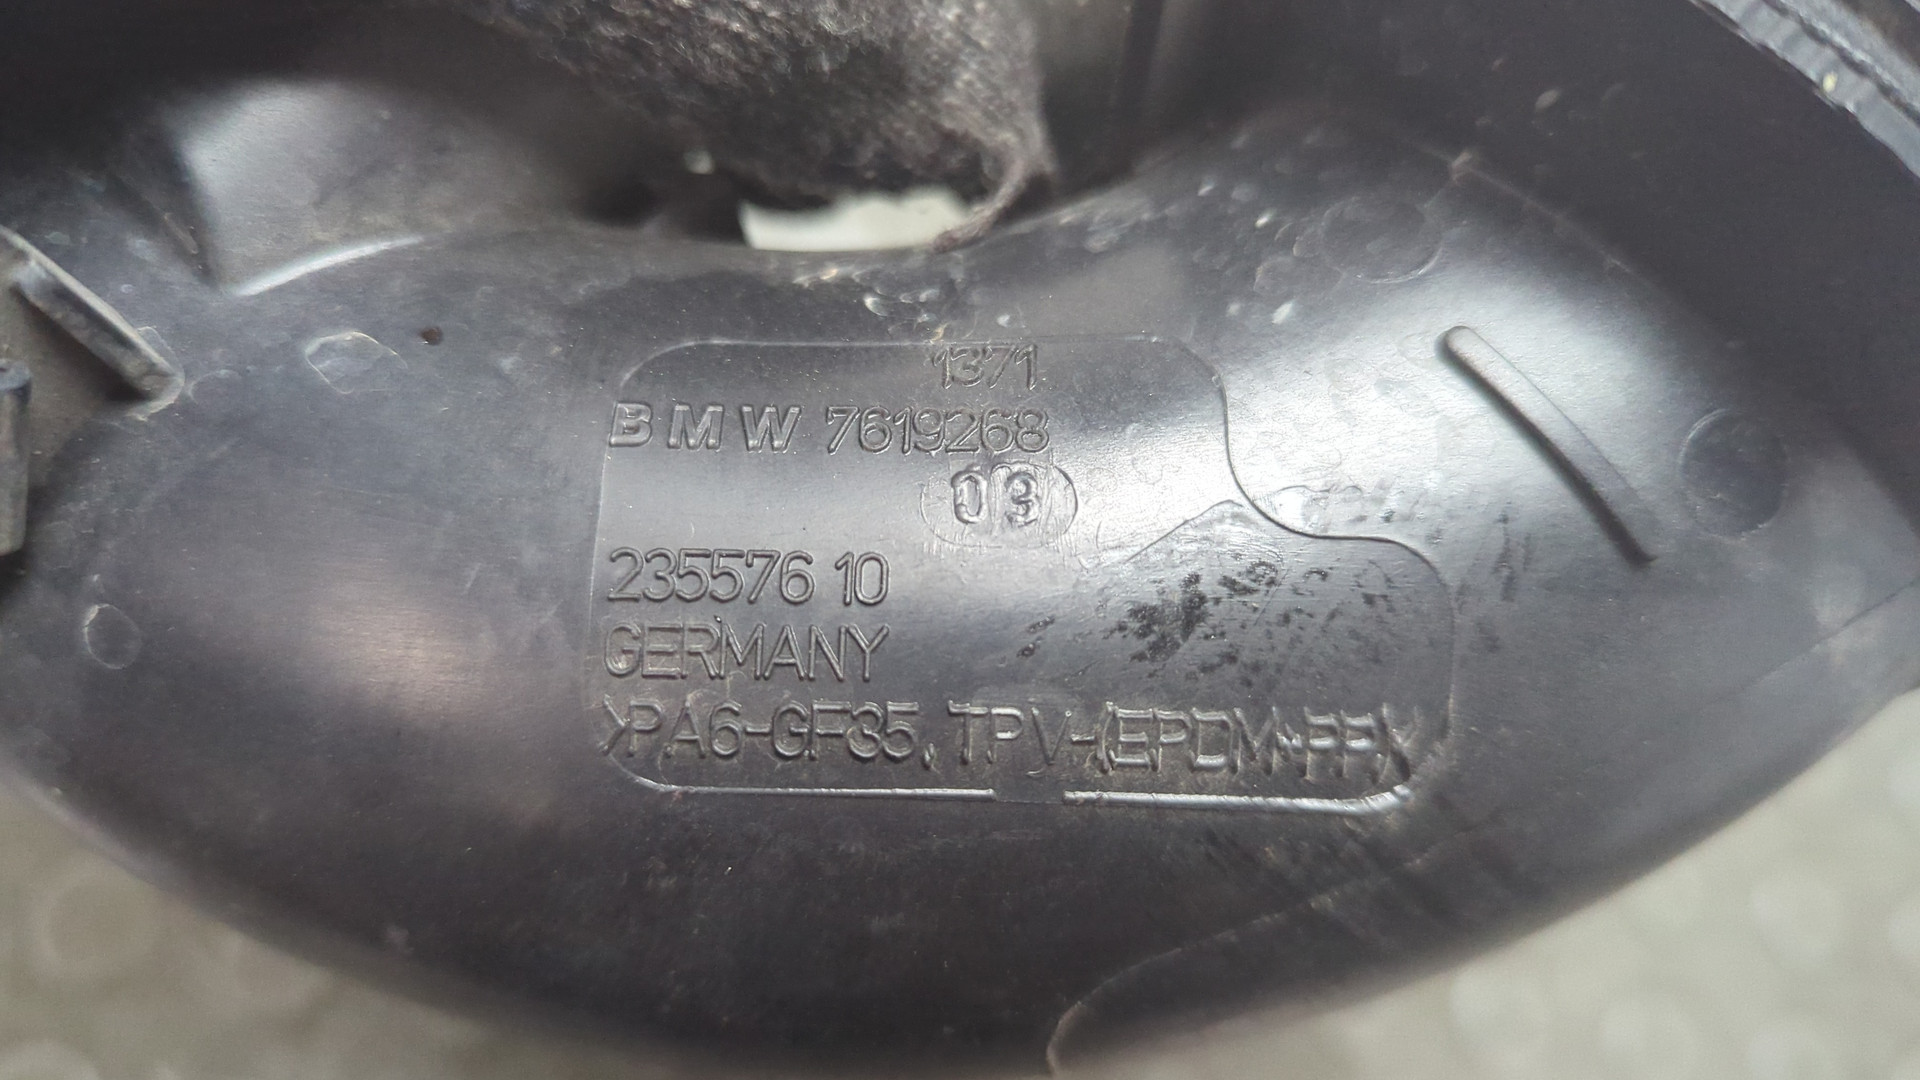 1371
BMW 7619268
03
235576 10
GERMANY
>PA6-GF35, TPV-(EPDM+PP)<